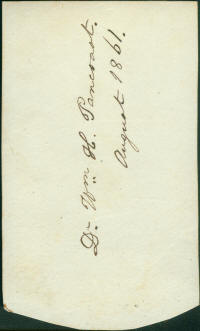 Dr. Wm. H. Pancoast.
August 1861.